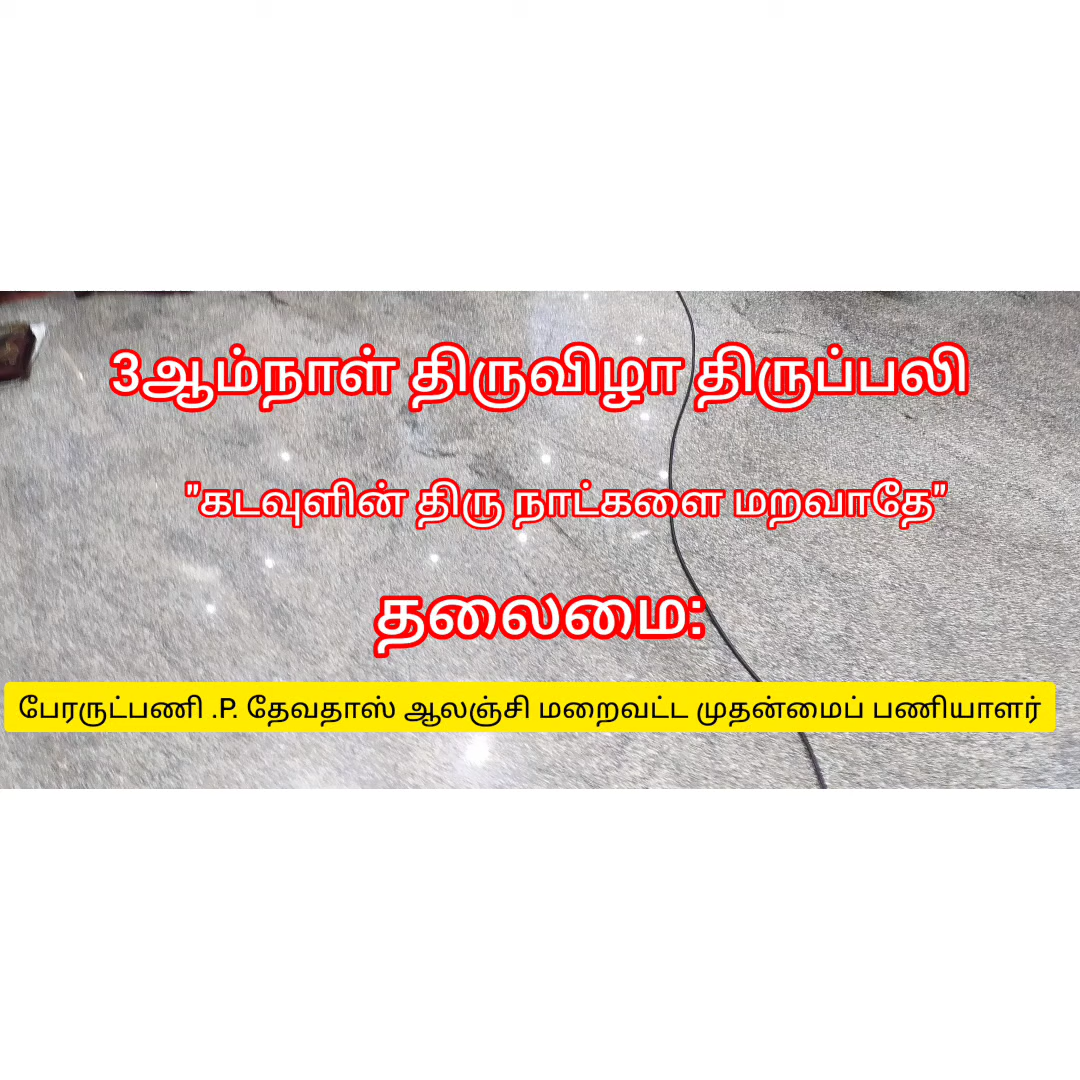 3ஆம்நாள் திருவிழா திருப்பலி
"கடவுளின் திரு நாட்களை மறவாதே"
தலைமை:
பேரருட்பணி .P. தேவதாஸ் ஆலஞ்சி மறைவட்ட முதன்மைப் பணியாளர்